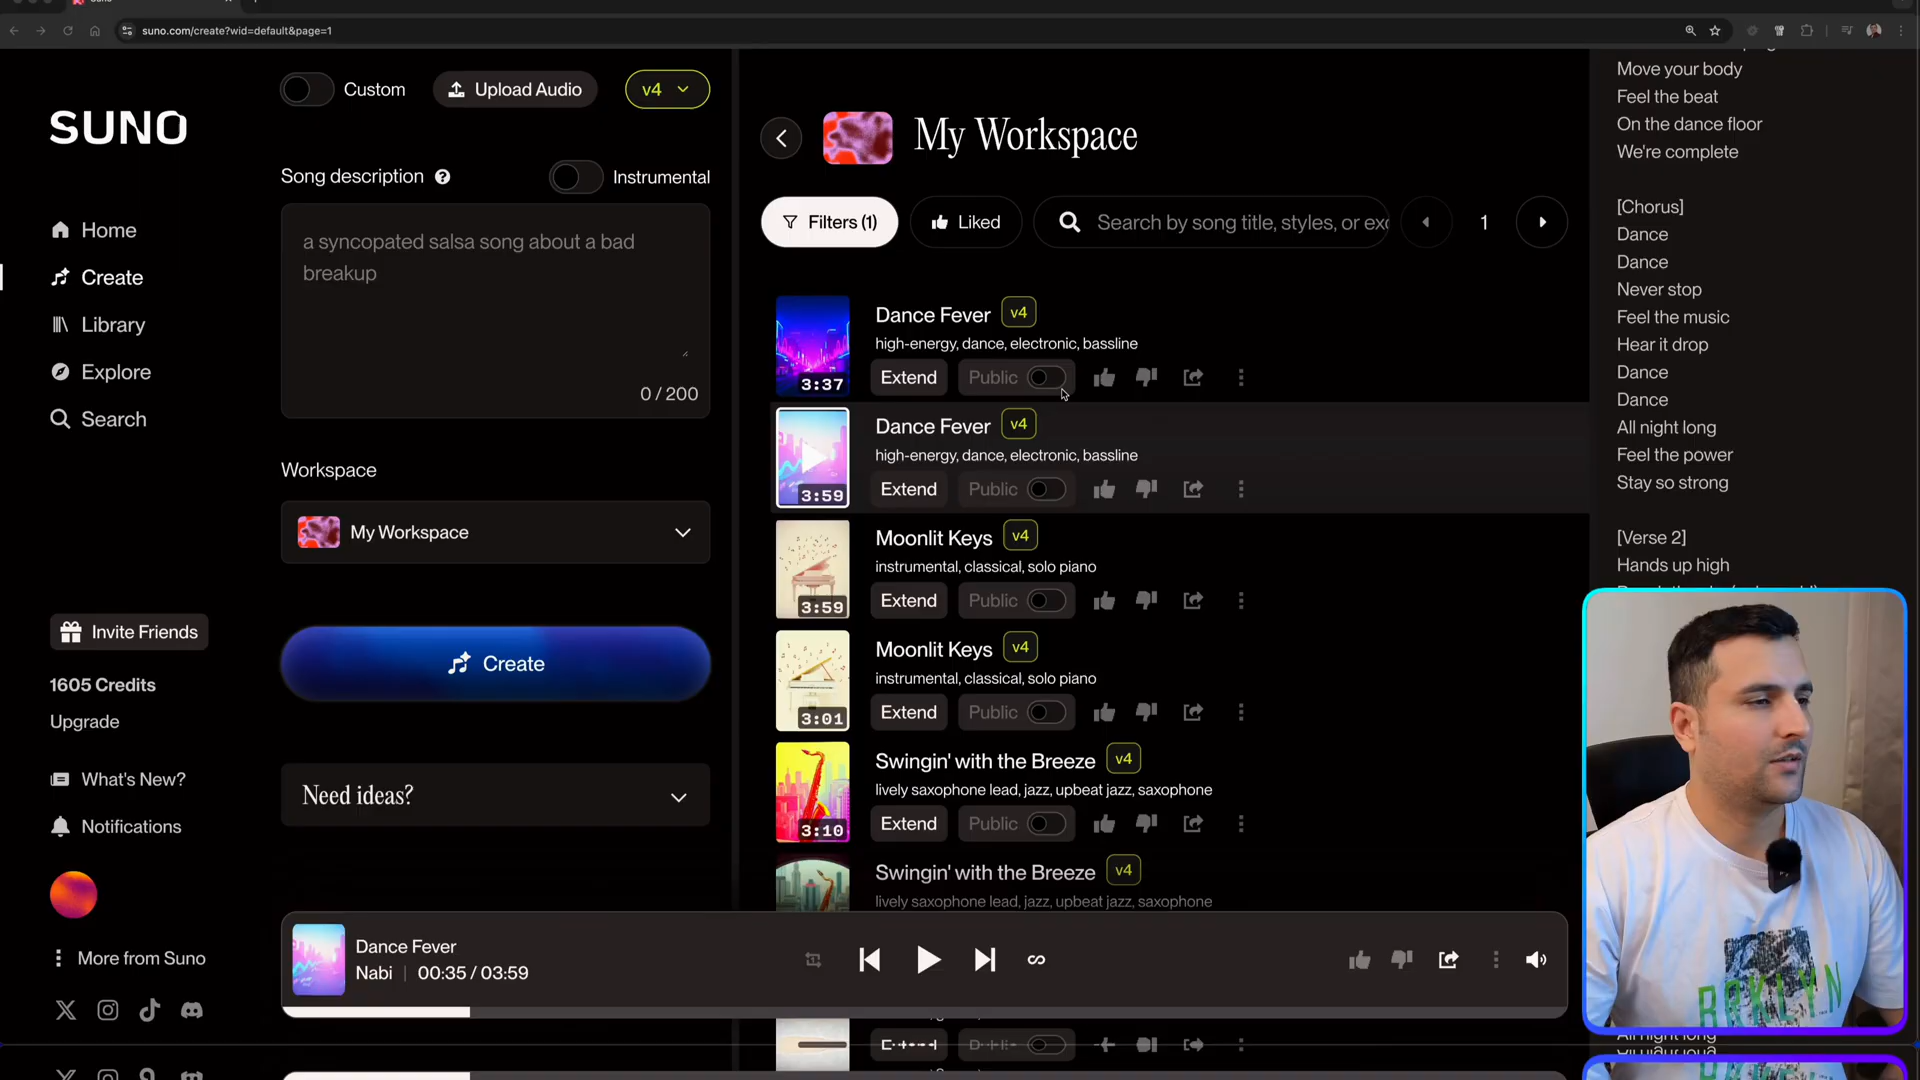 Suno
suno.com/create?wid=default&page=1
SUNO
Home
Create
Library
Explore
Search
Invite Friends
1605 Credits
Upgrade
What's New?
Notifications
More from Suno
Custom
Upload Audio
v4
Song description
Instrumental
a syncopated salsa song about a bad
breakup
0 / 200
Workspace
My Workspace
Create
Need ideas?
My Workspace
Filters (1)
Liked
Search by song title, styles, or exc
1
Dance Fever v4
high-energy, dance, electronic, bassline
3:37
Extend
Public
Dance Fever v4
high-energy, dance, electronic, bassline
3:59
Extend
Public
Moonlit Keys v4
instrumental, classical, solo piano
3:59
Extend
Public
Moonlit Keys v4
instrumental, classical, solo piano
3:01
Extend
Public
Swingin' with the Breeze v4
lively saxophone lead, jazz, upbeat jazz, saxophone
3:10
Extend
Public
Swingin' with the Breeze v4
lively saxophone lead, jazz, upbeat jazz, saxophone
Dance Fever
Nabi
00:35 / 03:59
Move your body
Feel the beat
On the dance floor
We're complete
[Chorus]
Dance
Dance
Never stop
Feel the music
Hear it drop
Dance
Dance
All night long
Feel the power
Stay so strong
[Verse 2]
Hands up high
BRKLYN
All night long